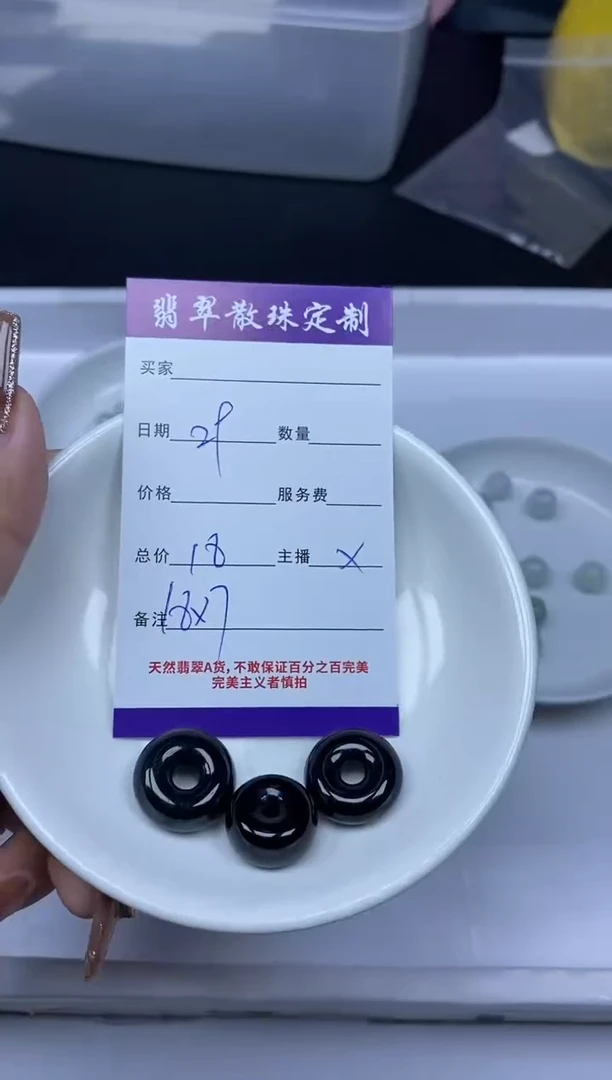 翡翠散珠定制
买家
日期 数量
价格 服务费
总价 18 主播 X
备注 18x7
天然翡翠A货,不敢保证百分之百完美
完美主义者慎拍